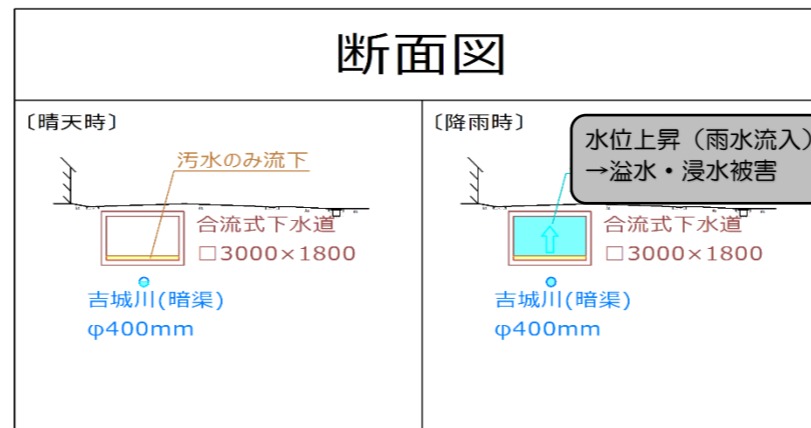 断面図
〔晴天時〕
汚水のみ流下
合流式下水道
□3000×1800
吉城川(暗渠)
φ400mm
〔降雨時〕
水位上昇（雨水流入）
→溢水・浸水被害
合流式下水道
□3000×1800
吉城川(暗渠)
φ400mm